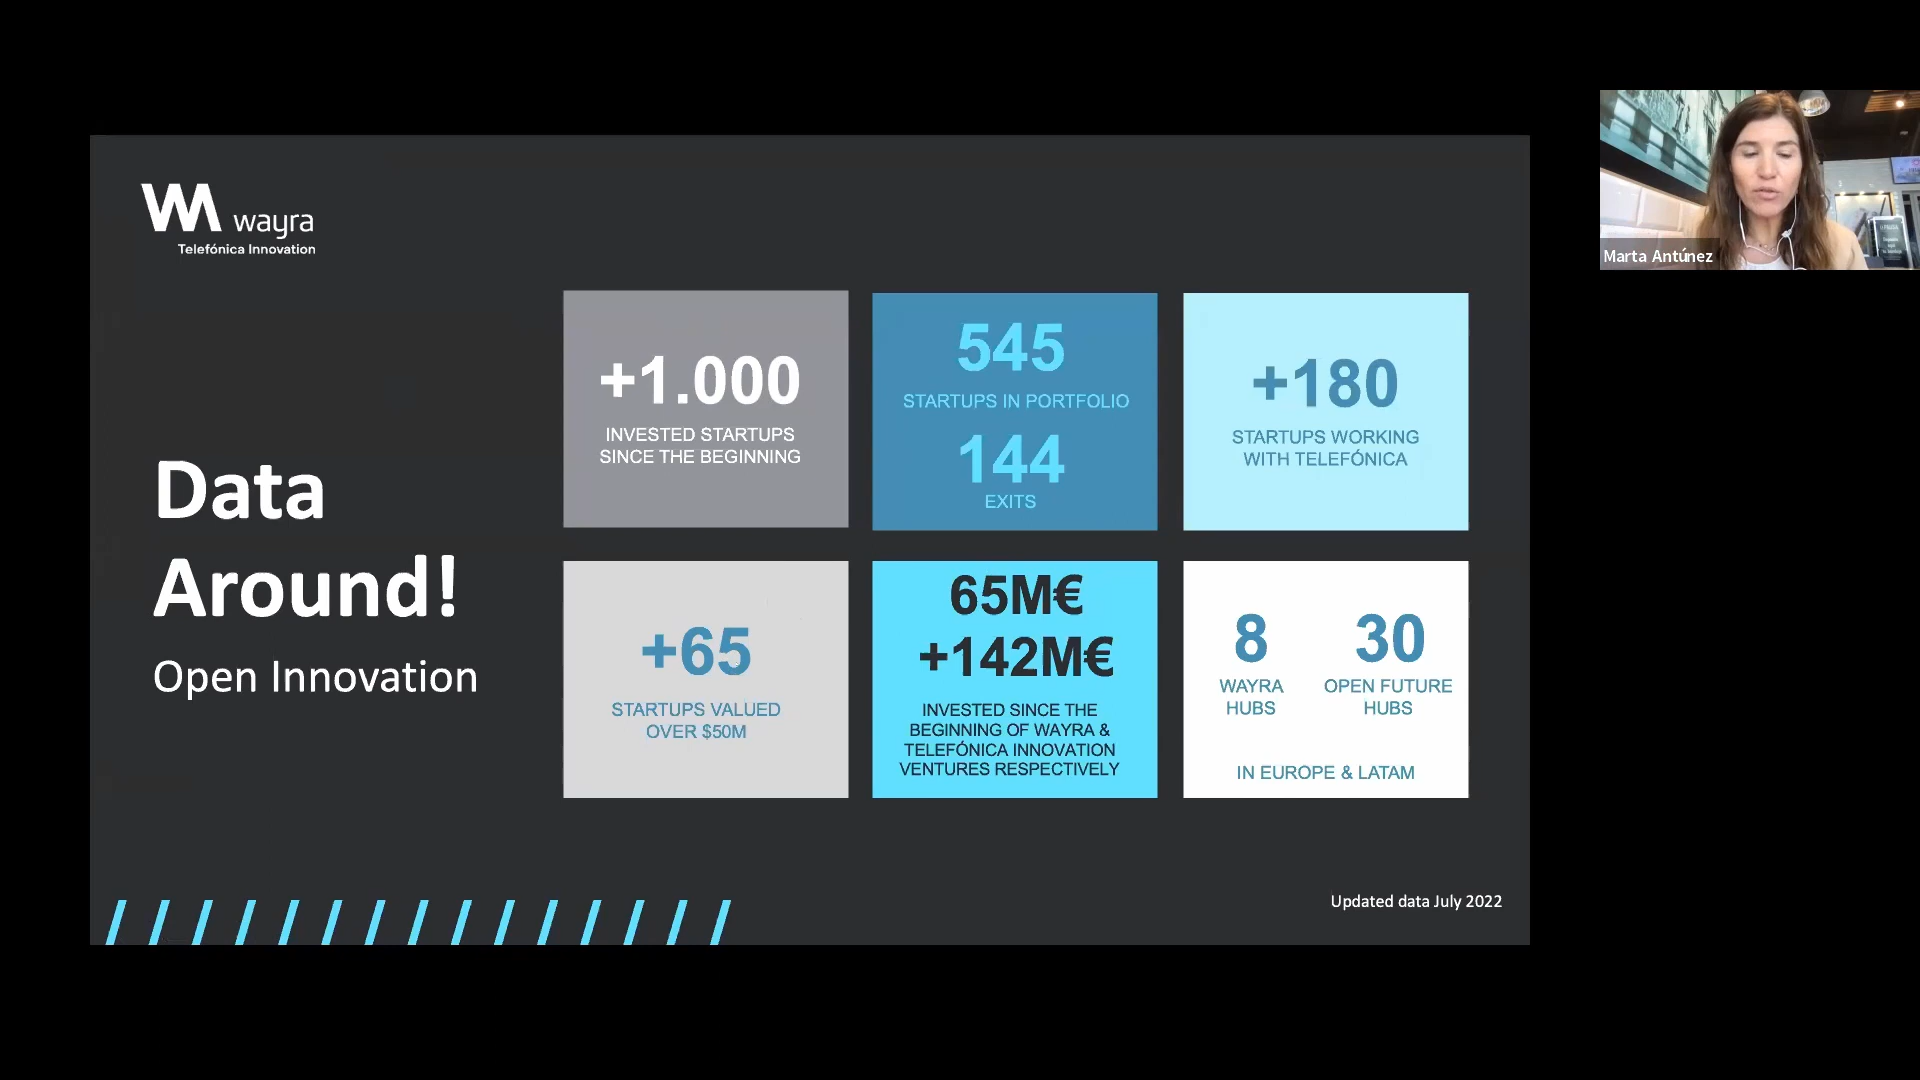 WA wayra
Telefónica Innovation
Data
Around!
Open Innovation
+1.000
INVESTED STARTUPS
SINCE THE BEGINNING
545
STARTUPS IN PORTFOLIO
144
EXITS
+180
STARTUPS WORKING
WITH TELEFÓNICA
+65
STARTUPS VALUED
OVER $50M
65M€
+142M€
INVESTED SINCE THE
BEGINNING OF WAYRA &
TELEFÓNICA INNOVATION
VENTURES RESPECTIVELY
8
WAYRA
HUBS
30
OPEN FUTURE
HUBS
IN EUROPE & LATAM
Updated data July 2022
Marta Antúnez